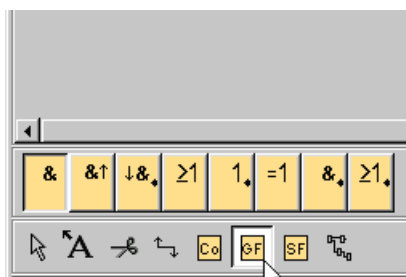 & &↑ ↓& ≥1 1 =1 & ≥1
A Co GF SF